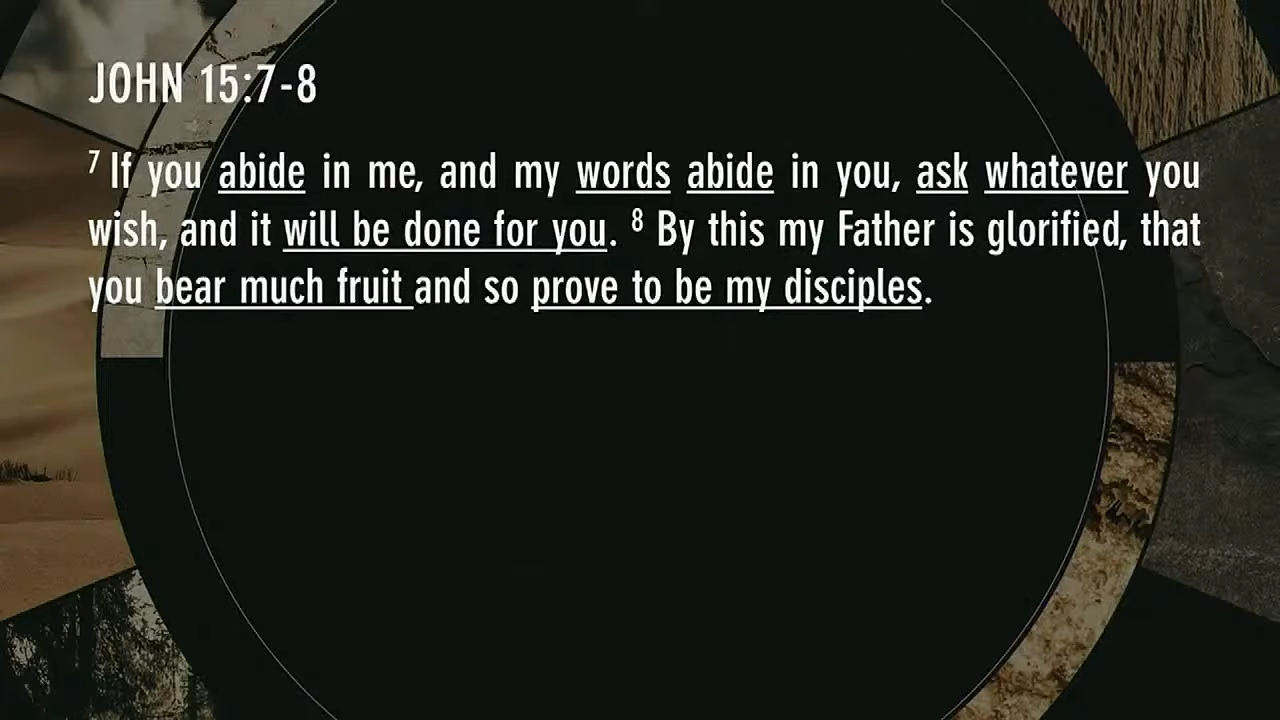 JOHN 15:7-8
⁷ If you abide in me, and my words abide in you, ask whatever you
wish, and it will be done for you. ⁸ By this my Father is glorified, that
you bear much fruit and so prove to be my disciples.